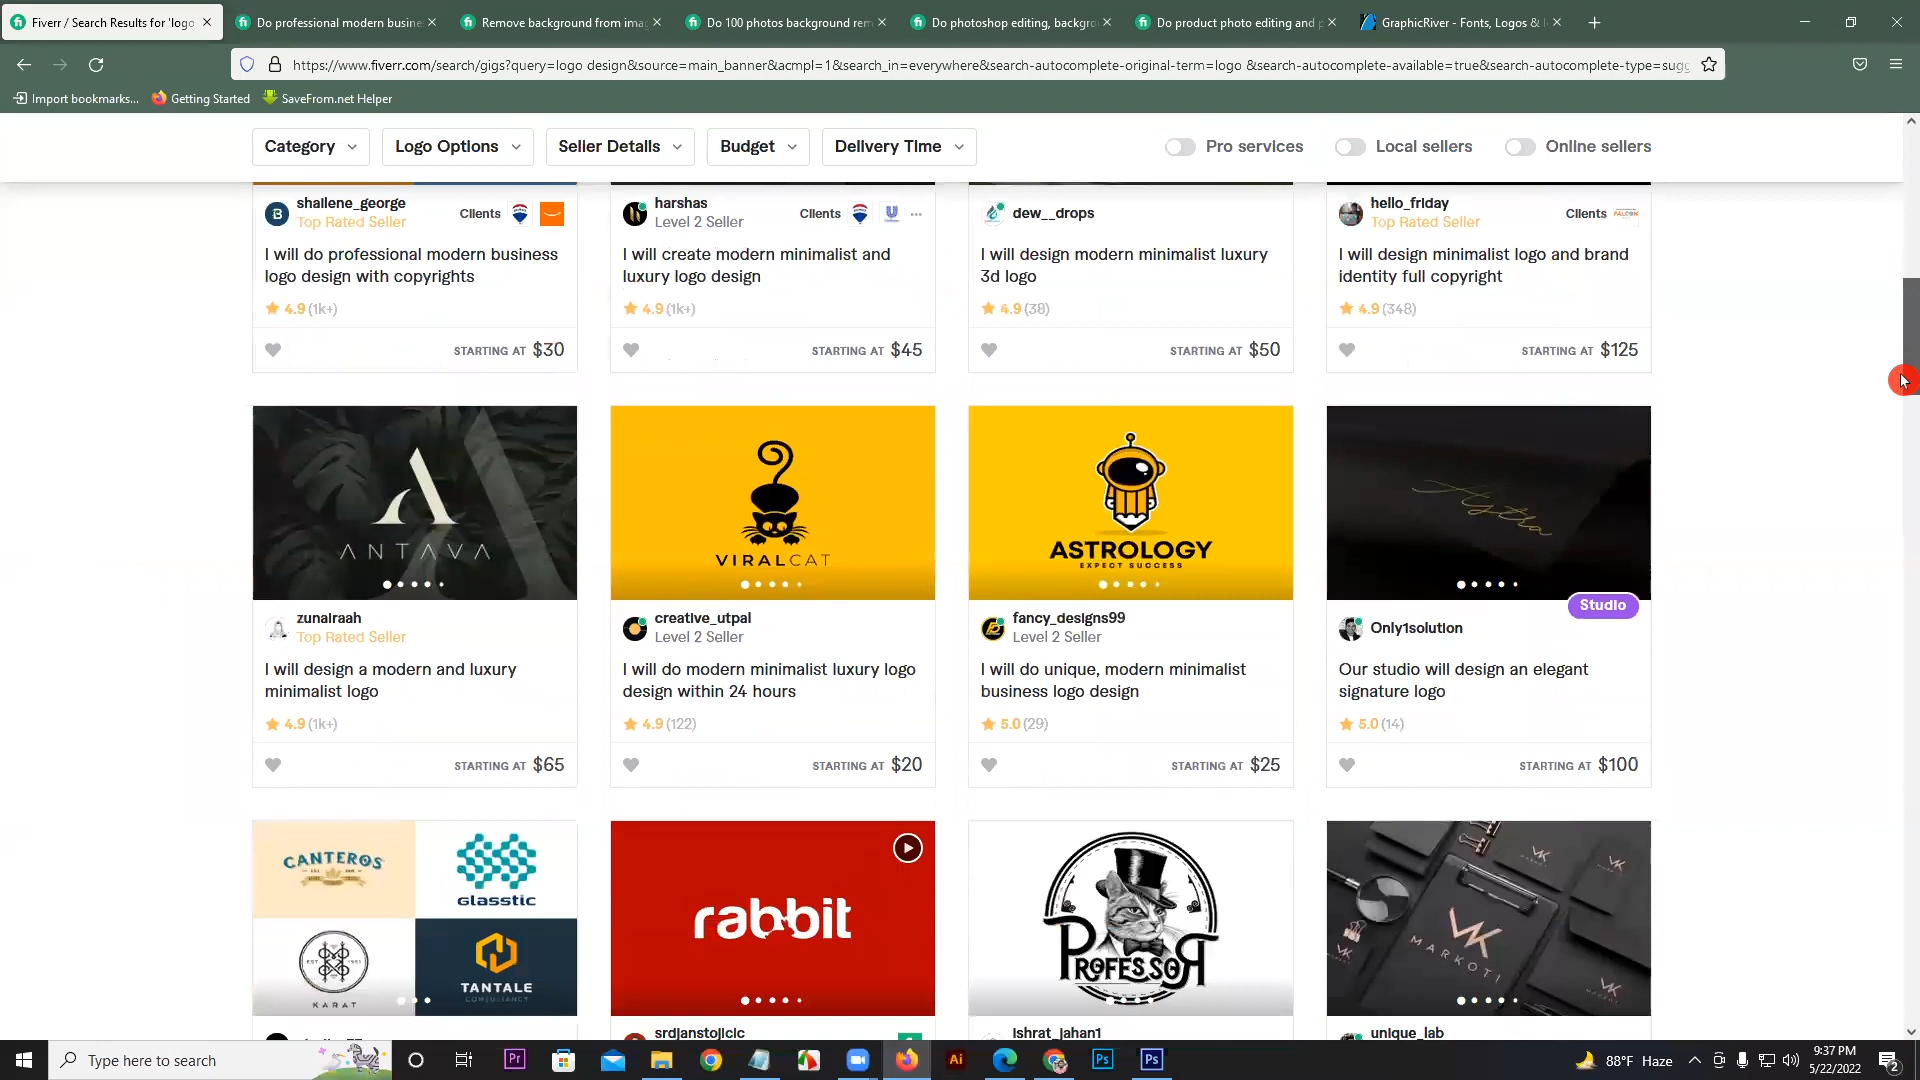 Fiverr / Search Results for 'logo
Do professional modern busine
Remove background from ima
Do 100 photos background rem
Do photoshop editing, backgro
Do product photo editing and p
GraphicRiver - Fonts, Logos & I
https://www.fiverr.com/search/gigs?query=logo design&source=main_banner&acmpl=1&search_in=everywhere&search-autocomplete-original-term=logo &search-autocomplete-available=true&search-autocomplete-type=sugg
Import bookmarks...
Getting Started
SaveFrom.net Helper
Category
Logo Options
Seller Details
Budget
Delivery Time
Pro services
Local sellers
Online sellers
shailene_george
Top Rated Seller
Clients
harshas
Level 2 Seller
Clients
dew__drops
hello_friday
Top Rated Seller
Clients
FALCON
I will do professional modern business
logo design with copyrights
I will create modern minimalist and
luxury logo design
I will design modern minimalist luxury
3d logo
I will design minimalist logo and brand
identity full copyright
4.9 (1k+)
4.9 (1k+)
4.9 (38)
4.9 (348)
STARTING AT $30
STARTING AT $45
STARTING AT $50
STARTING AT $125
ANTAVA
VIRALCAT
ASTROLOGY
EXPECT SUCCESS
Studio
zunairaah
Top Rated Seller
creative_utpal
Level 2 Seller
fancy_designs99
Level 2 Seller
Only1solution
I will design a modern and luxury
minimalist logo
I will do modern minimalist luxury logo
design within 24 hours
I will do unique, modern minimalist
business logo design
Our studio will design an elegant
signature logo
4.9 (1k+)
4.9 (122)
5.0 (29)
5.0 (14)
STARTING AT $65
STARTING AT $20
STARTING AT $25
STARTING AT $100
CANTEROS
Glasstic
EST 1951
KARAT
TANTALE
CONSULTANCY
rabbit
PROFESSOR
MARKOTI
srdjanstojicic
ishrat_jahan1
unique_lab
Type here to search
88°F Haze
9:37 PM
5/22/2022
2